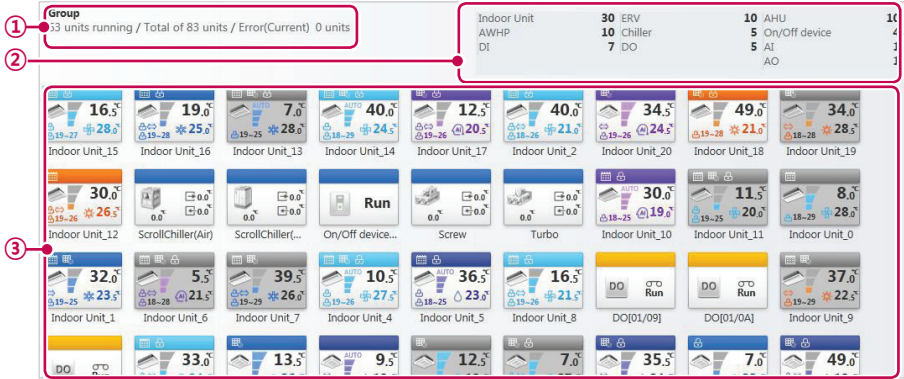 Group
① 53 units running / Total of 83 units / Error(Current) 0 units
② Indoor Unit 30 ERV 10 AHU 10
AWHP 10 Chiller 5 On/Off device 4
DI 7 DO 5 AI 1
AO 1
③
16.5℃ 19.0℃ AUTO 7.0℃ AUTO 40.0℃ 12.5℃ 40.0℃ 34.5℃ 49.0℃ 34.0℃
19~27 28.0 19~28 25.0 19~25 28.0 18~29 24.5 19~26 AI 20.5 18~26 21.0 19~26 AI 24.5 19~28 21.0 18~28 28.5
Indoor Unit_15 Indoor Unit_16 Indoor Unit_13 Indoor Unit_14 Indoor Unit_17 Indoor Unit_2 Indoor Unit_20 Indoor Unit_18 Indoor Unit_19
30.0℃ 0.0℃ 0.0℃ Run 0.0℃ 0.0℃ AUTO 30.0℃ 11.5℃ 8.0℃
19~26 26.5 0.0℃ 0.0℃ 0.0℃ 0.0℃ 0.0℃ 0.0℃ 18~25 AI 19.0 19~25 20.0 18~29 28.0
Indoor Unit_12 ScrollChiller(Air) ScrollChiller(... On/Off device... Screw Turbo Indoor Unit_10 Indoor Unit_11 Indoor Unit_0
32.0℃ 5.5℃ 39.5℃ AUTO 10.5℃ 36.5℃ AUTO 16.5℃ DO Run DO Run 37.0℃
19~25 23.5 18~28 AI 21.5 19~29 26.0 19~26 27.5 18~25 23.0 19~26 21.5 19~29 22.5
Indoor Unit_1 Indoor Unit_6 Indoor Unit_7 Indoor Unit_4 Indoor Unit_5 Indoor Unit_8 DO[01/09] DO[01/0A] Indoor Unit_9
DO 33.0℃ 13.5℃ AUTO 9.5℃ 12.5℃ 7.0℃ 35.5℃ 7.0℃ 49.0℃